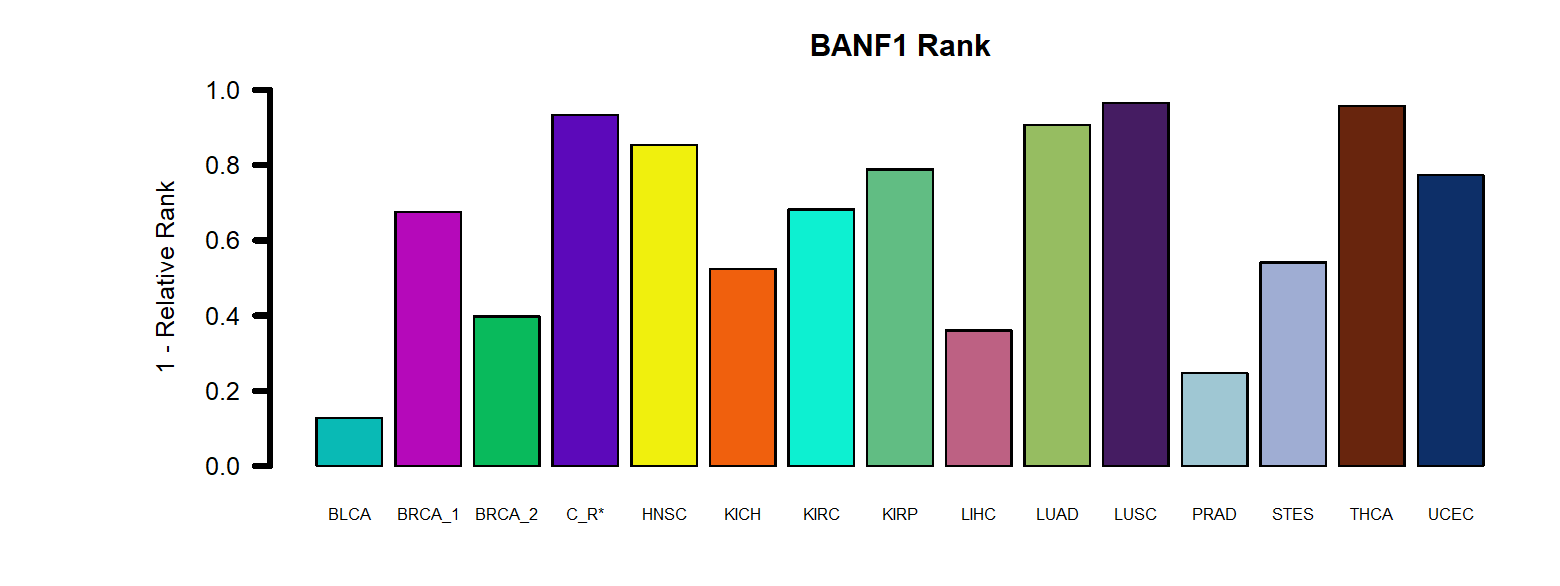 BANF1 Rank
1 - Relative Rank
1.0
0.8
0.6
0.4
0.2
0.0
BLCA BRCA_1 BRCA_2 C_R* HNSC KICH KIRC KIRP LIHC LUAD LUSC PRAD STES THCA UCEC